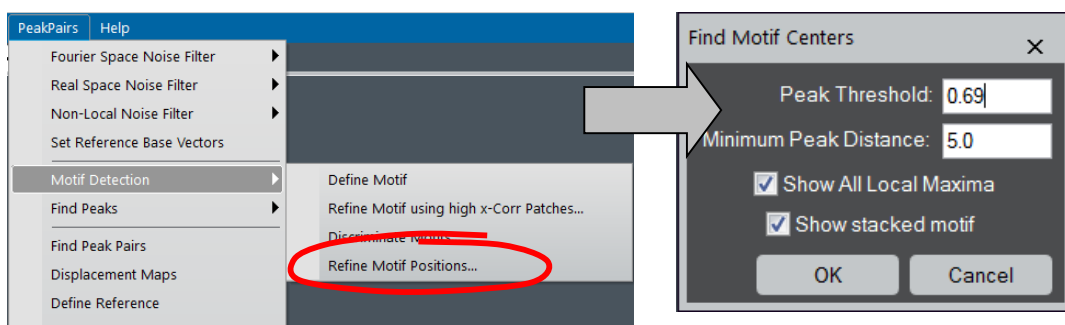 PeakPairs Help
Fourier Space Noise Filter
Real Space Noise Filter
Non-Local Noise Filter
Set Reference Base Vectors
Motif Detection
Find Peaks
Find Peak Pairs
Displacement Maps
Define Reference
Define Motif
Refine Motif using high x-Corr Patches...
Discriminate Motifs...
Refine Motif Positions...
Find Motif Centers
Peak Threshold: 0.69
Minimum Peak Distance: 5.0
Show All Local Maxima
Show stacked motif
OK Cancel